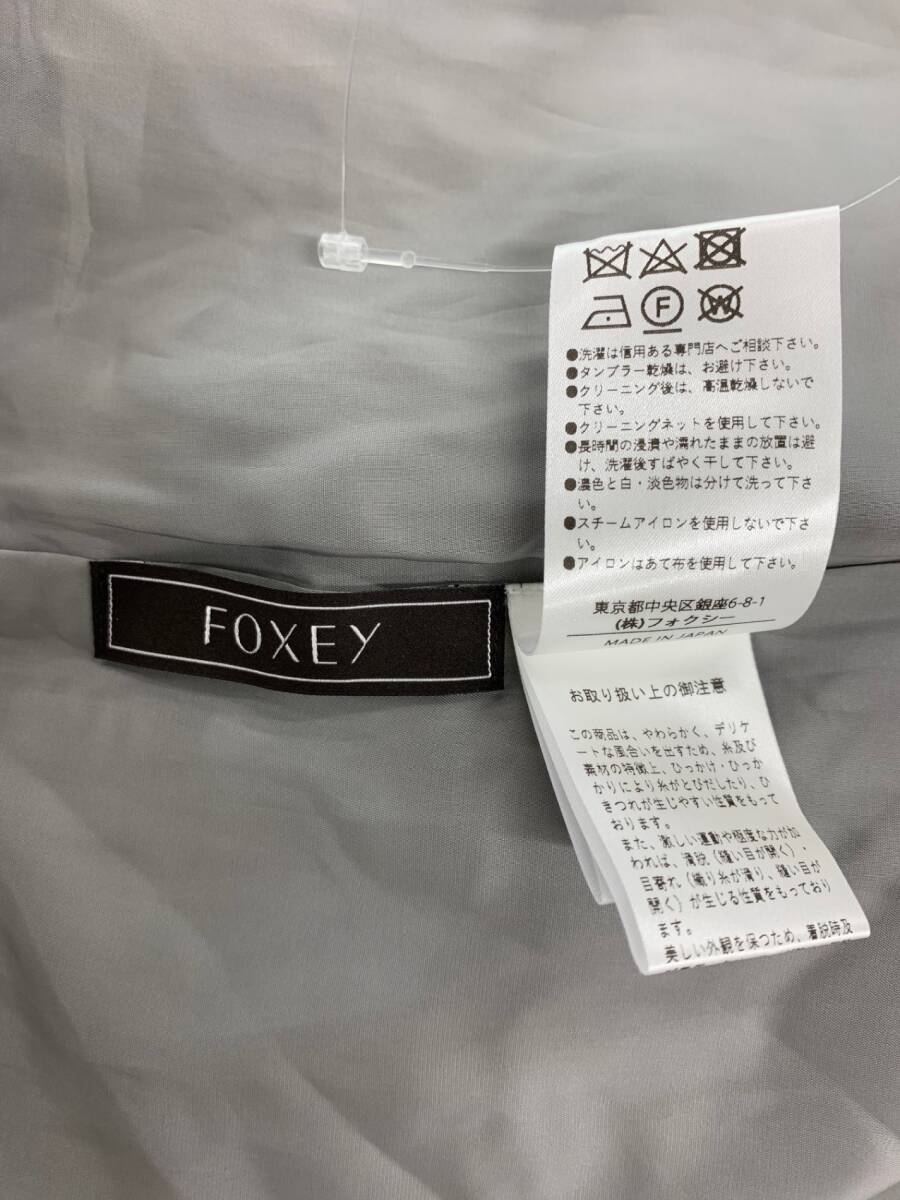 F
W
●洗濯は信用ある専門店へご相談下さい。
●タンブラー乾燥は、お避け下さい。
●クリーニング後は、高温乾燥しないで
下さい。
●クリーニングネットを使用して下さい。
●長時間の浸漬や濡れたままの放置は避
け、洗濯後すばやく干して下さい。
●濃色と白・淡色物は分けて洗って下さ
い。
●スチームアイロンを使用しないで下さ
い。
●アイロンはあて布を使用して下さい。
東京都中央区銀座6-8-1
(株)フォクシー
MADE IN JAPAN
FOXEY
お取り扱い上の御注意
この商品は、やわらかく、デリケ
ートな風合いを出すため、糸及び
素材の特徴上、ひっかけ・ひっか
かりにより糸がとびだしたり、ひ
きつれが生じやすい性質をもって
おります。
また、激しい運動や極度な力が加
われば、滑脱（縫い目が開く）・
目寄れ（織り糸が滑り、縫い目が
開く）が生じる性質をもっており
ます。
美しい外観を保つため、着脱時及